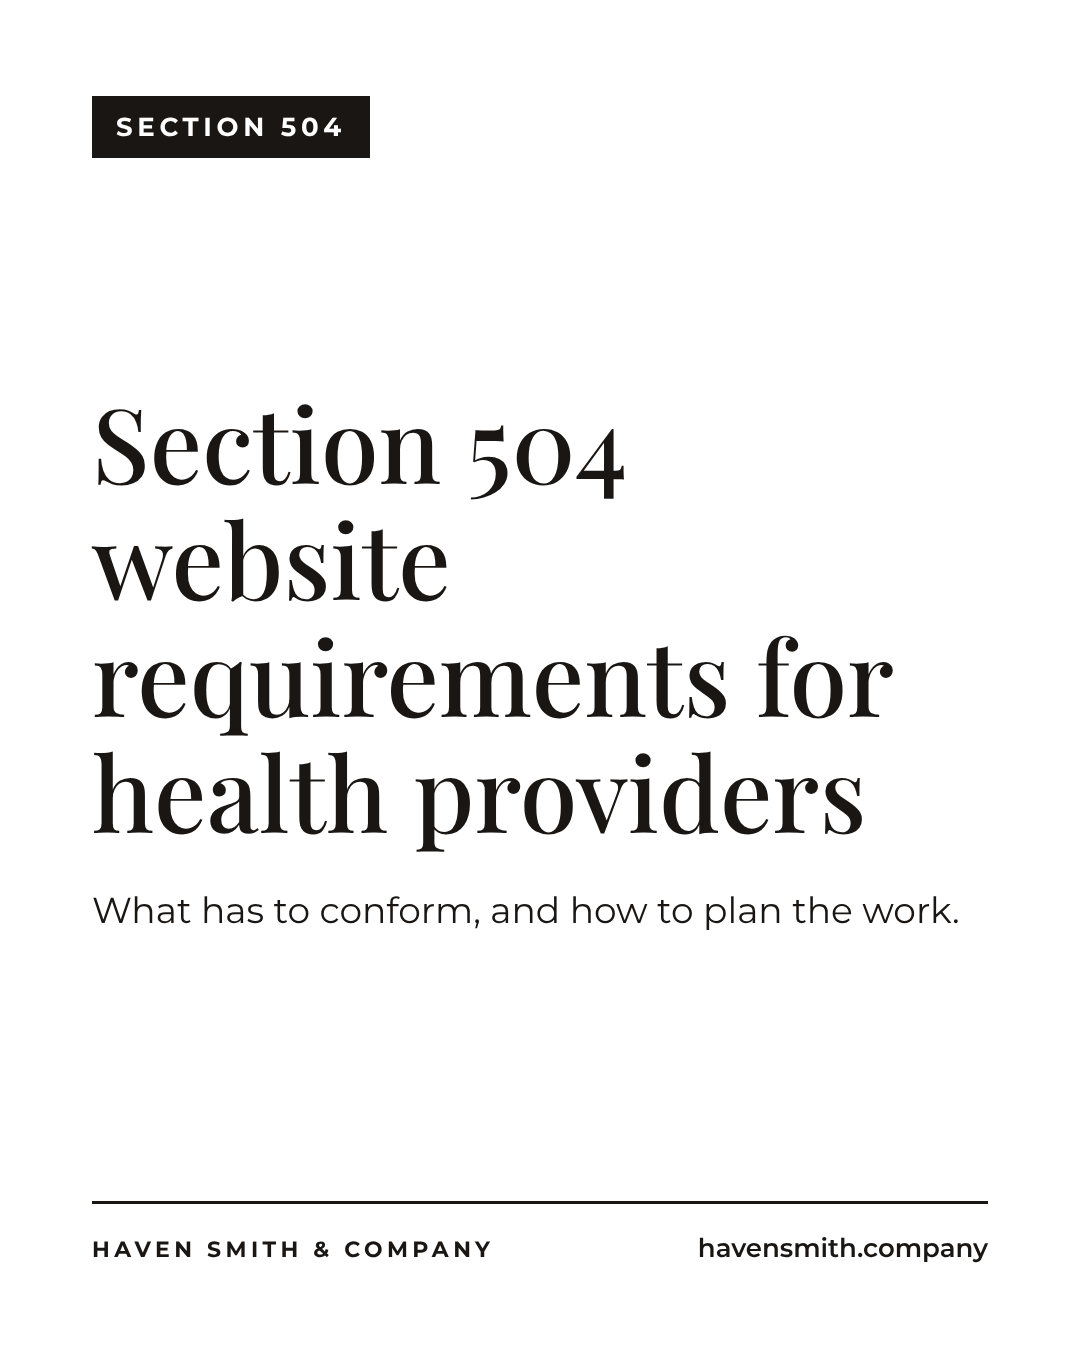 SECTION 504
Section 504
website
requirements for
health providers
What has to conform, and how to plan the work.
HAVEN SMITH & COMPANY
havensmith.company